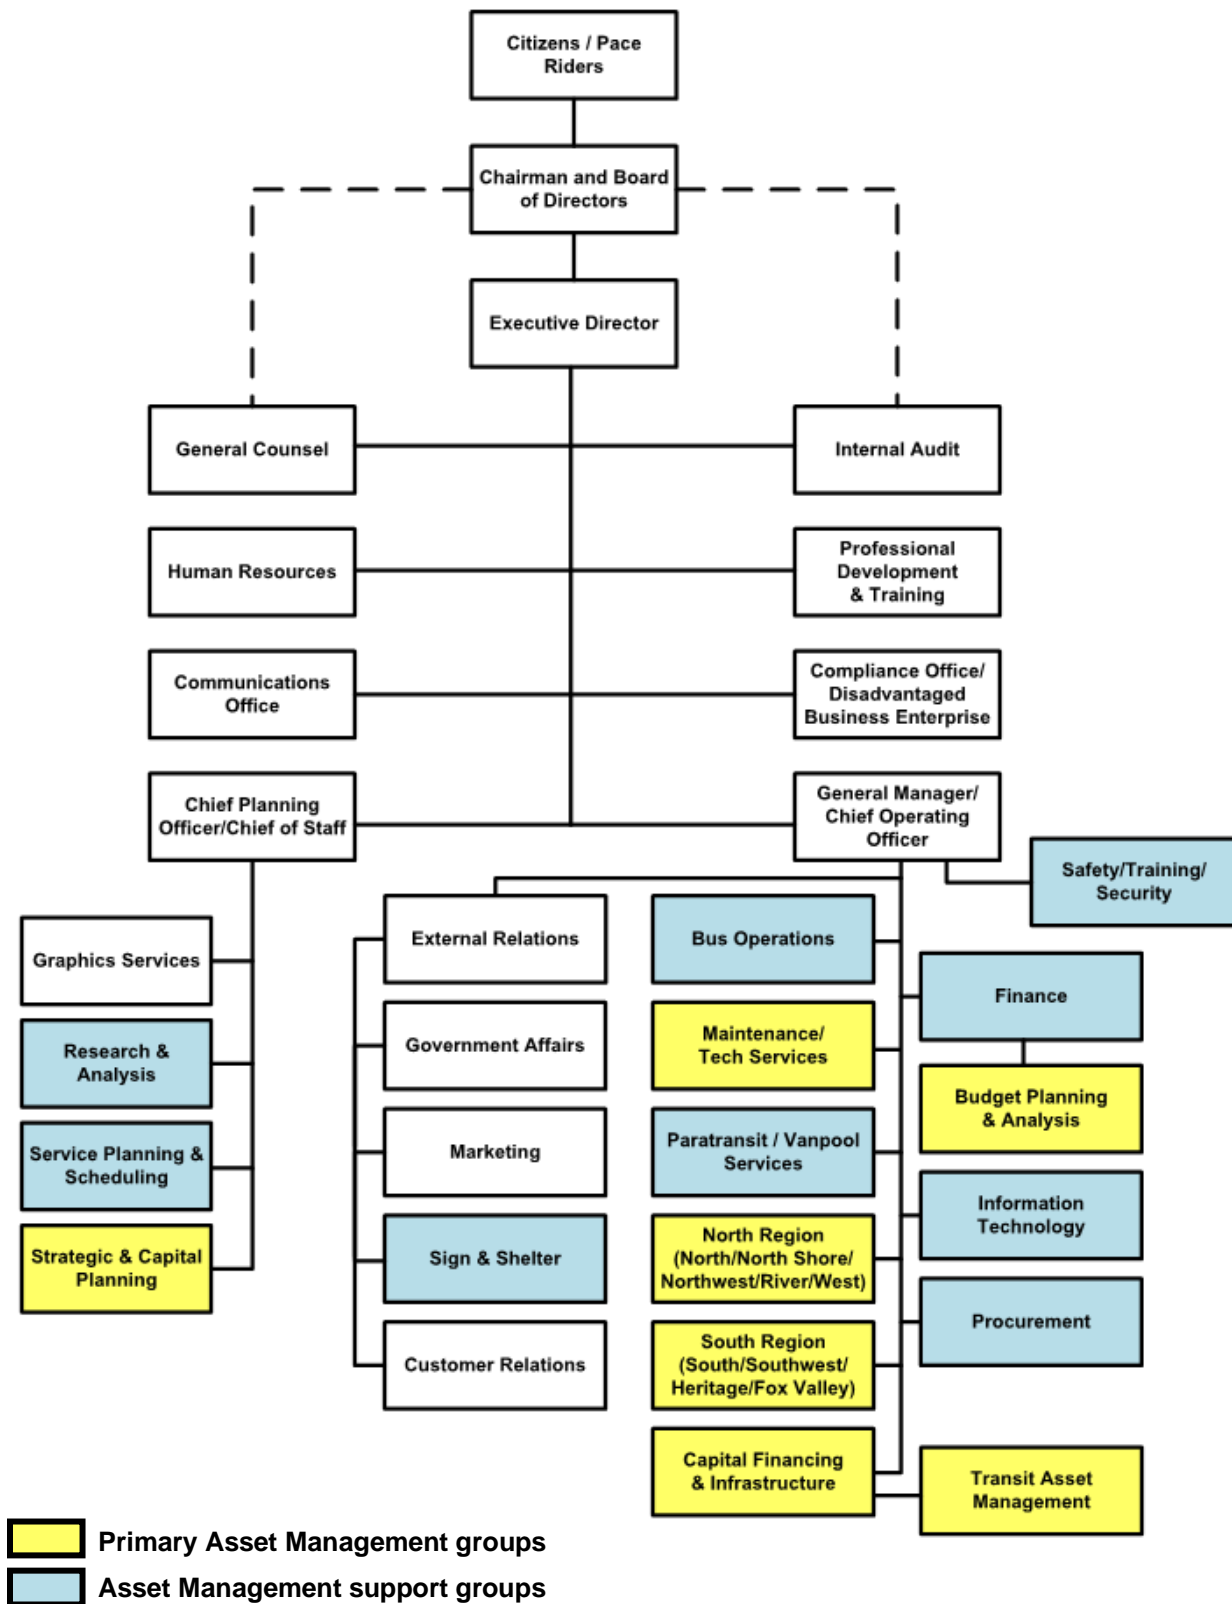 Citizens / Pace
Riders
Chairman and Board
of Directors
Executive Director
General Counsel
Internal Audit
Human Resources
Professional
Development
& Training
Communications
Office
Compliance Office/
Disadvantaged
Business Enterprise
Chief Planning
Officer/Chief of Staff
General Manager/
Chief Operating
Officer
Safety/Training/
Security
Graphics Services
Research &
Analysis
Service Planning &
Scheduling
Strategic & Capital
Planning
External Relations
Government Affairs
Marketing
Sign & Shelter
Customer Relations
Bus Operations
Maintenance/
Tech Services
Paratransit / Vanpool
Services
North Region
(North/North Shore/
Northwest/River/West)
South Region
(South/Southwest/
Heritage/Fox Valley)
Capital Financing
& Infrastructure
Finance
Budget Planning
& Analysis
Information
Technology
Procurement
Transit Asset
Management
Primary Asset Management groups
Asset Management support groups